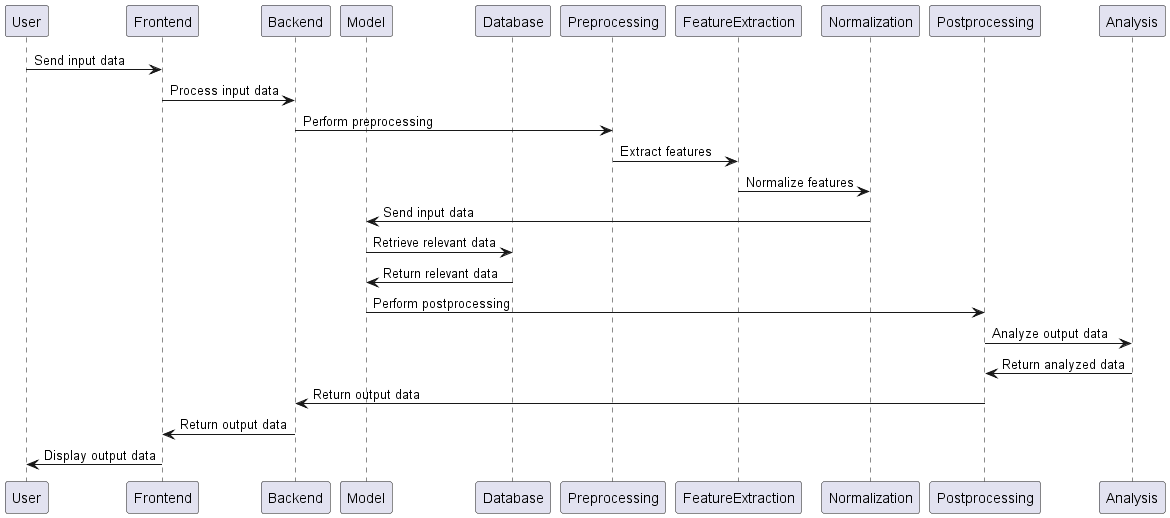 User Frontend Backend Model Database Preprocessing FeatureExtraction Normalization Postprocessing Analysis
Send input data
Process input data
Perform preprocessing
Extract features
Normalize features
Send input data
Retrieve relevant data
Return relevant data
Perform postprocessing
Analyze output data
Return analyzed data
Return output data
Return output data
Display output data
User Frontend Backend Model Database Preprocessing FeatureExtraction Normalization Postprocessing Analysis